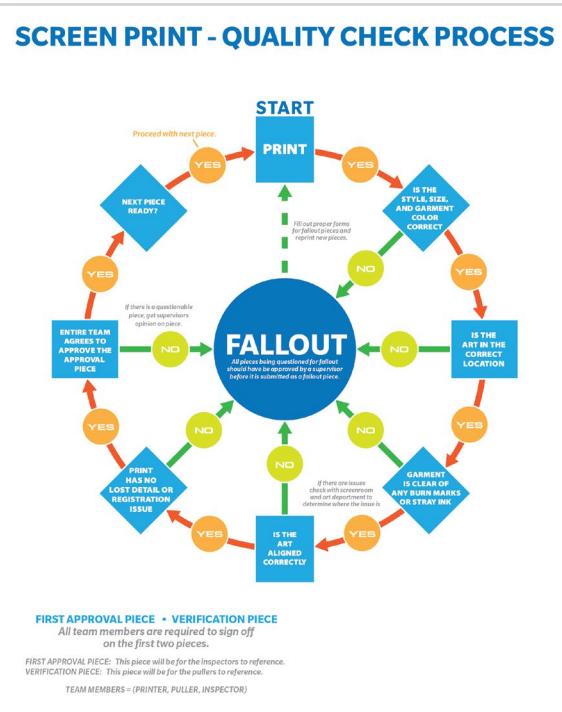 SCREEN PRINT - QUALITY CHECK PROCESS
START
PRINT
Proceed with next piece.
YES
YES
IS THE
STYLE, SIZE,
AND GARMENT
COLOR
CORRECT
NEXT PIECE
READY?
Fill out proper forms
for fallout pieces and
reprint new pieces.
NO
YES
YES
If there is a questionable
piece, get supervisors
opinion on piece.
ENTIRE TEAM
AGREES TO
APPROVE THE
APPROVAL
PIECE
NO
FALLOUT
All pieces being questioned for fallout
should have be approved by a supervisor
before it is submitted as a fallout piece.
NO
IS THE
ART IN THE
CORRECT
LOCATION
YES
NO
NO
YES
NO
PRINT
HAS NO
LOST DETAIL OR
REGISTRATION
ISSUE
If there are issues
check with screenroom
and art department to
determine where the issue is
GARMENT
IS CLEAR OF
ANY BURN MARKS
OR STRAY INK
YES
IS THE
ART
ALIGNED
CORRECTLY
YES
FIRST APPROVAL PIECE • VERIFICATION PIECE
All team members are required to sign off
on the first two pieces.
FIRST APPROVAL PIECE: This piece will be for the inspectors to reference.
VERIFICATION PIECE: This piece will be for the pullers to reference.
TEAM MEMBERS = (PRINTER, PULLER, INSPECTOR)